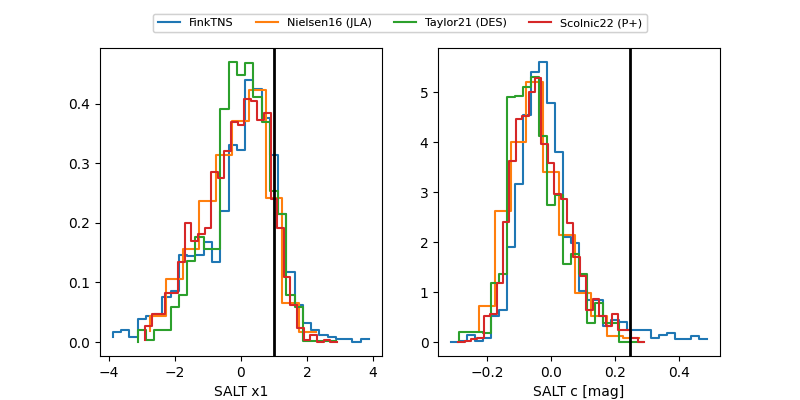 FinkTNS Nielsen16 (JLA) Taylor21 (DES) Scolnic22 (P+)
0.4
0.3
0.2
0.1
0.0
−4 −2 0 2 4
SALT x1
5
4
3
2
1
0
−0.2 0.0 0.2 0.4
SALT c [mag]